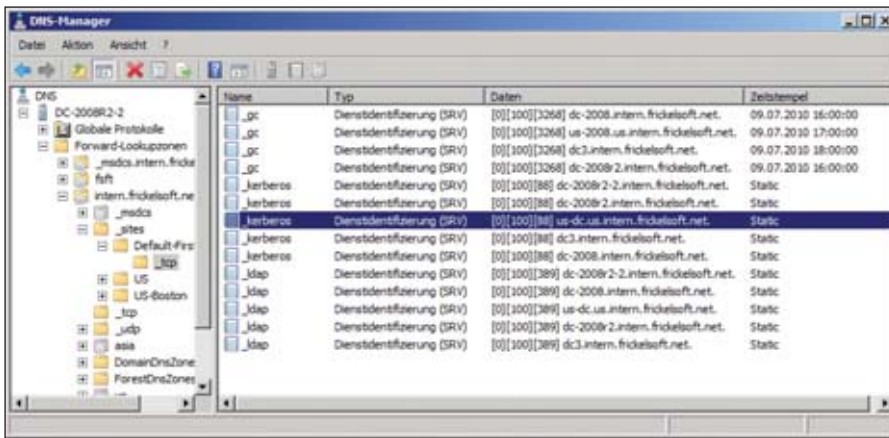 DNS-Manager
Datei Aktion Ansicht ?
DNS
DC-2008R2-2
Globale Protokolle
Forward-Lookupzonen
_msdcs.intern.fricke
fsft
intern.frickelsoft.ne
_msdcs
_sites
Default-Firs
_tcp
US
US-Boston
_tcp
_udp
asia
DomainDnsZone
ForestDnsZones
Name Typ Daten Zeitstempel
_gc Dienstidentifizierung (SRV) [0][100][3268] dc-2008.intern.frickelsoft.net. 09.07.2010 16:00:00
_gc Dienstidentifizierung (SRV) [0][100][3268] us-2008.us.intern.frickelsoft.net. 09.07.2010 17:00:00
_gc Dienstidentifizierung (SRV) [0][100][3268] dc3.intern.frickelsoft.net. 09.07.2010 18:00:00
_gc Dienstidentifizierung (SRV) [0][100][3268] dc-2008r2.intern.frickelsoft.net. 09.07.2010 16:00:00
_kerberos Dienstidentifizierung (SRV) [0][100][88] dc-2008r2-2.intern.frickelsoft.net. Static
_kerberos Dienstidentifizierung (SRV) [0][100][88] dc-2008r2.intern.frickelsoft.net. Static
_kerberos Dienstidentifizierung (SRV) [0][100][88] us-dc.us.intern.frickelsoft.net. Static
_kerberos Dienstidentifizierung (SRV) [0][100][88] dc3.intern.frickelsoft.net. Static
_kerberos Dienstidentifizierung (SRV) [0][100][88] dc-2008.intern.frickelsoft.net. Static
_ldap Dienstidentifizierung (SRV) [0][100][389] dc-2008r2-2.intern.frickelsoft.net. Static
_ldap Dienstidentifizierung (SRV) [0][100][389] dc-2008.intern.frickelsoft.net. Static
_ldap Dienstidentifizierung (SRV) [0][100][389] us-dc.us.intern.frickelsoft.net. Static
_ldap Dienstidentifizierung (SRV) [0][100][389] dc-2008r2.intern.frickelsoft.net. Static
_ldap Dienstidentifizierung (SRV) [0][100][389] dc3.intern.frickelsoft.net. Static